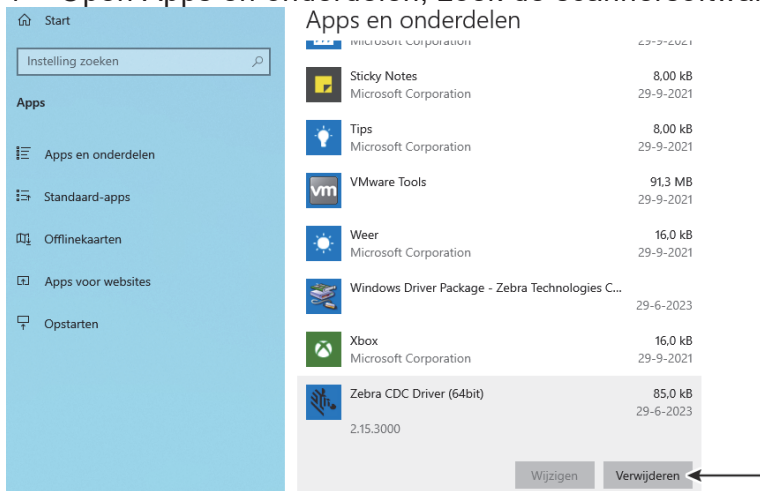 Start
Instelling zoeken
Apps
Apps en onderdelen
Standaard-apps
Offlinekaarten
Apps voor websites
Opstarten
Apps en onderdelen
Microsoft Corporation 29-9-2021
Sticky Notes 8,00 kB
Microsoft Corporation 29-9-2021
Tips 8,00 kB
Microsoft Corporation 29-9-2021
vm VMware Tools 91,3 MB
29-9-2021
Weer 16,0 kB
Microsoft Corporation 29-9-2021
Windows Driver Package - Zebra Technologies C...
29-6-2023
Xbox 16,0 kB
Microsoft Corporation 29-9-2021
Zebra CDC Driver (64bit) 85,0 kB
29-6-2023
2.15.3000
Wijzigen Verwijderen